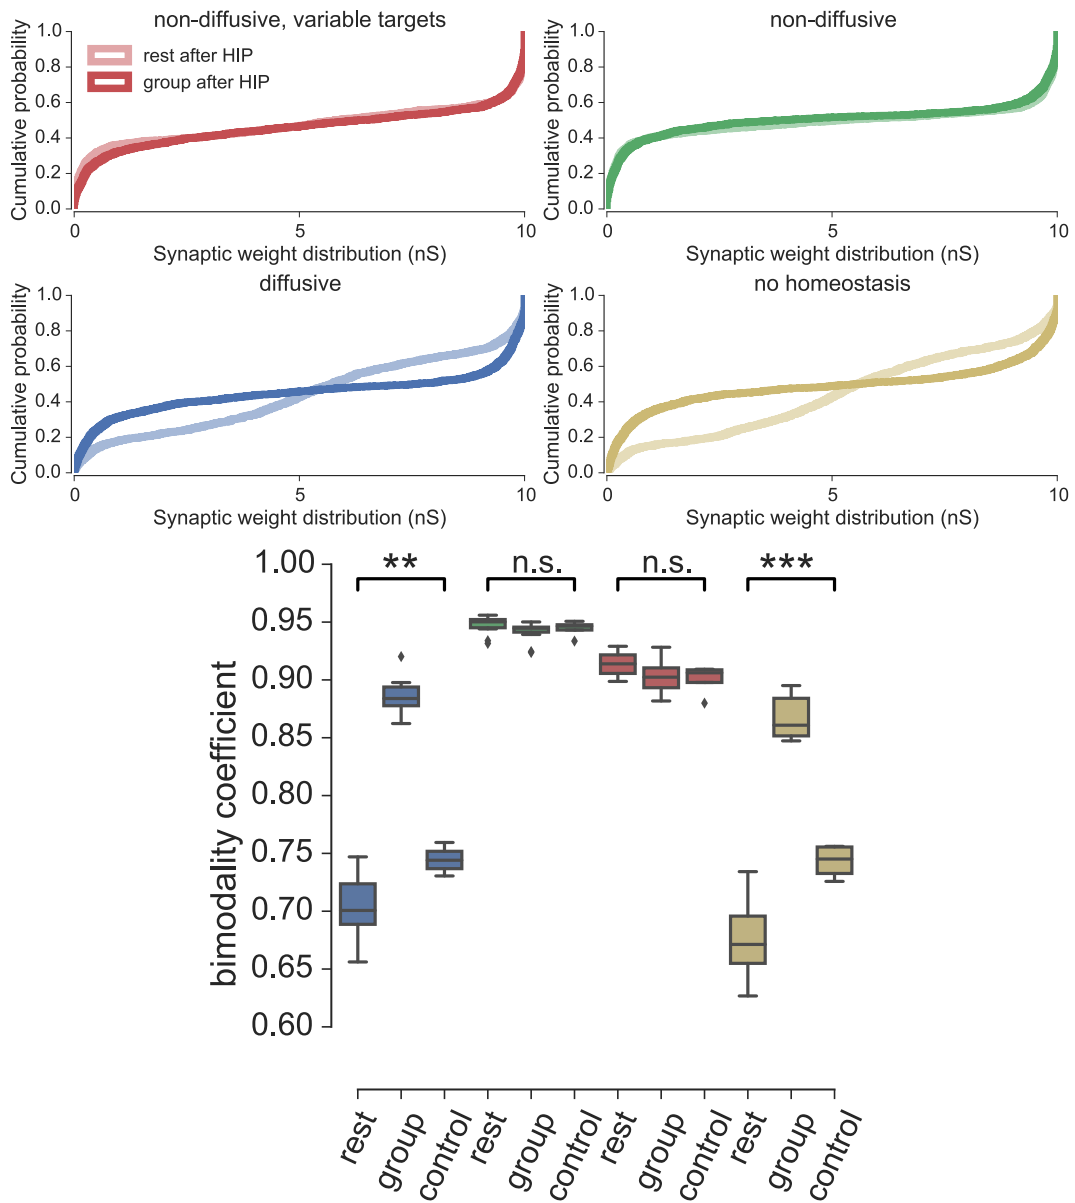 non-diffusive, variable targets
Cumulative probability
1.0
0.8
0.6
0.4
0.2
0.0
rest after HIP
group after HIP
0
5
10
Synaptic weight distribution (nS)
non-diffusive
Cumulative probability
1.0
0.8
0.6
0.4
0.2
0.0
0
5
10
Synaptic weight distribution (nS)
diffusive
Cumulative probability
1.0
0.8
0.6
0.4
0.2
0.0
0
5
10
Synaptic weight distribution (nS)
no homeostasis
Cumulative probability
1.0
0.8
0.6
0.4
0.2
0.0
0
5
10
Synaptic weight distribution (nS)
bimodality coefficient
1.00
0.95
0.90
0.85
0.80
0.75
0.70
0.65
0.60
**
n.s.
n.s.
***
rest
group
control
rest
group
control
rest
group
control
rest
group
control